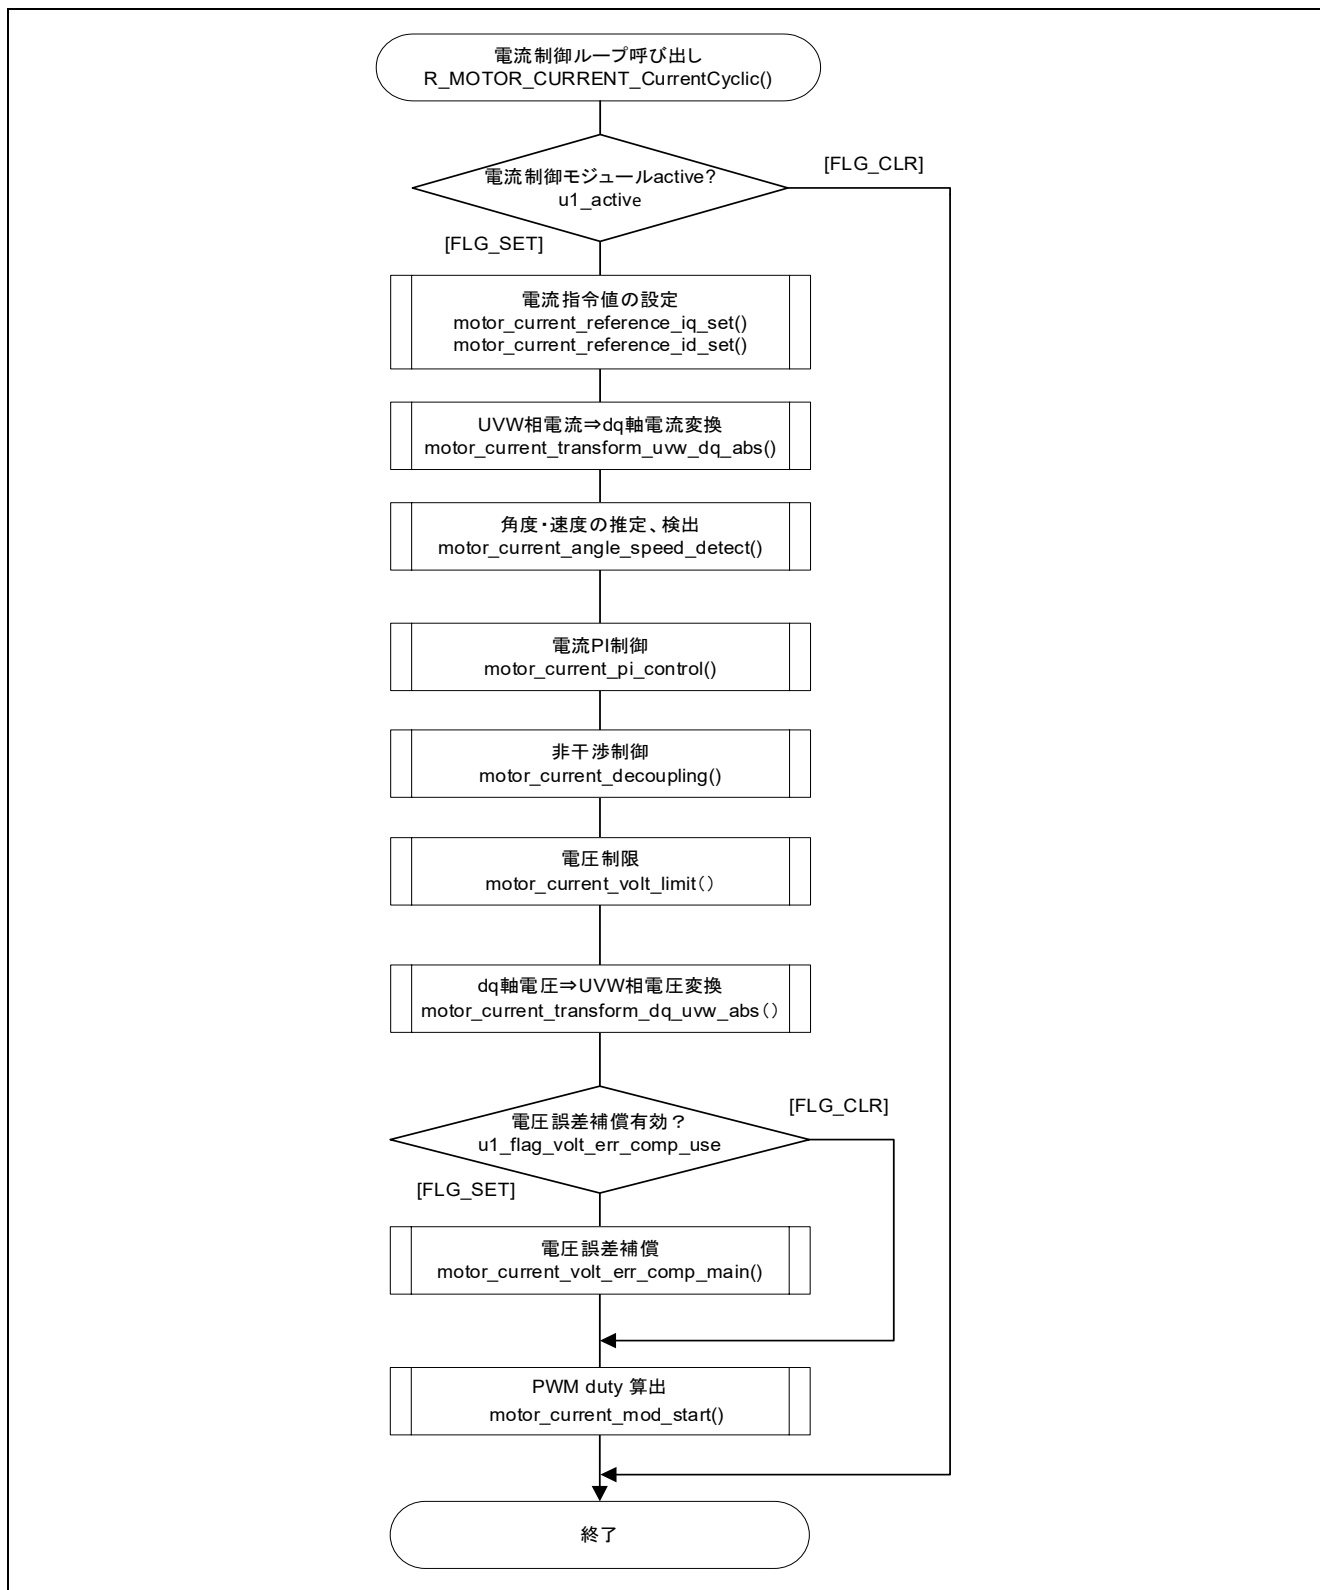 電流制御ループ呼び出し
R_MOTOR_CURRENT_CurrentCyclic()
[FLG_CLR]
電流制御モジュールactive?
u1_active
[FLG_SET]
電流指令値の設定
motor_current_reference_iq_set()
motor_current_reference_id_set()
UVW相電流⇒dq軸電流変換
motor_current_transform_uvw_dq_abs()
角度・速度の推定、検出
motor_current_angle_speed_detect()
電流PI制御
motor_current_pi_control()
非干渉制御
motor_current_decoupling()
電圧制限
motor_current_volt_limit（）
dq軸電圧⇒UVW相電圧変換
motor_current_transform_dq_uvw_abs（）
[FLG_CLR]
電圧誤差補償有効？
u1_flag_volt_err_comp_use
[FLG_SET]
電圧誤差補償
motor_current_volt_err_comp_main()
PWM duty 算出
motor_current_mod_start()
終了